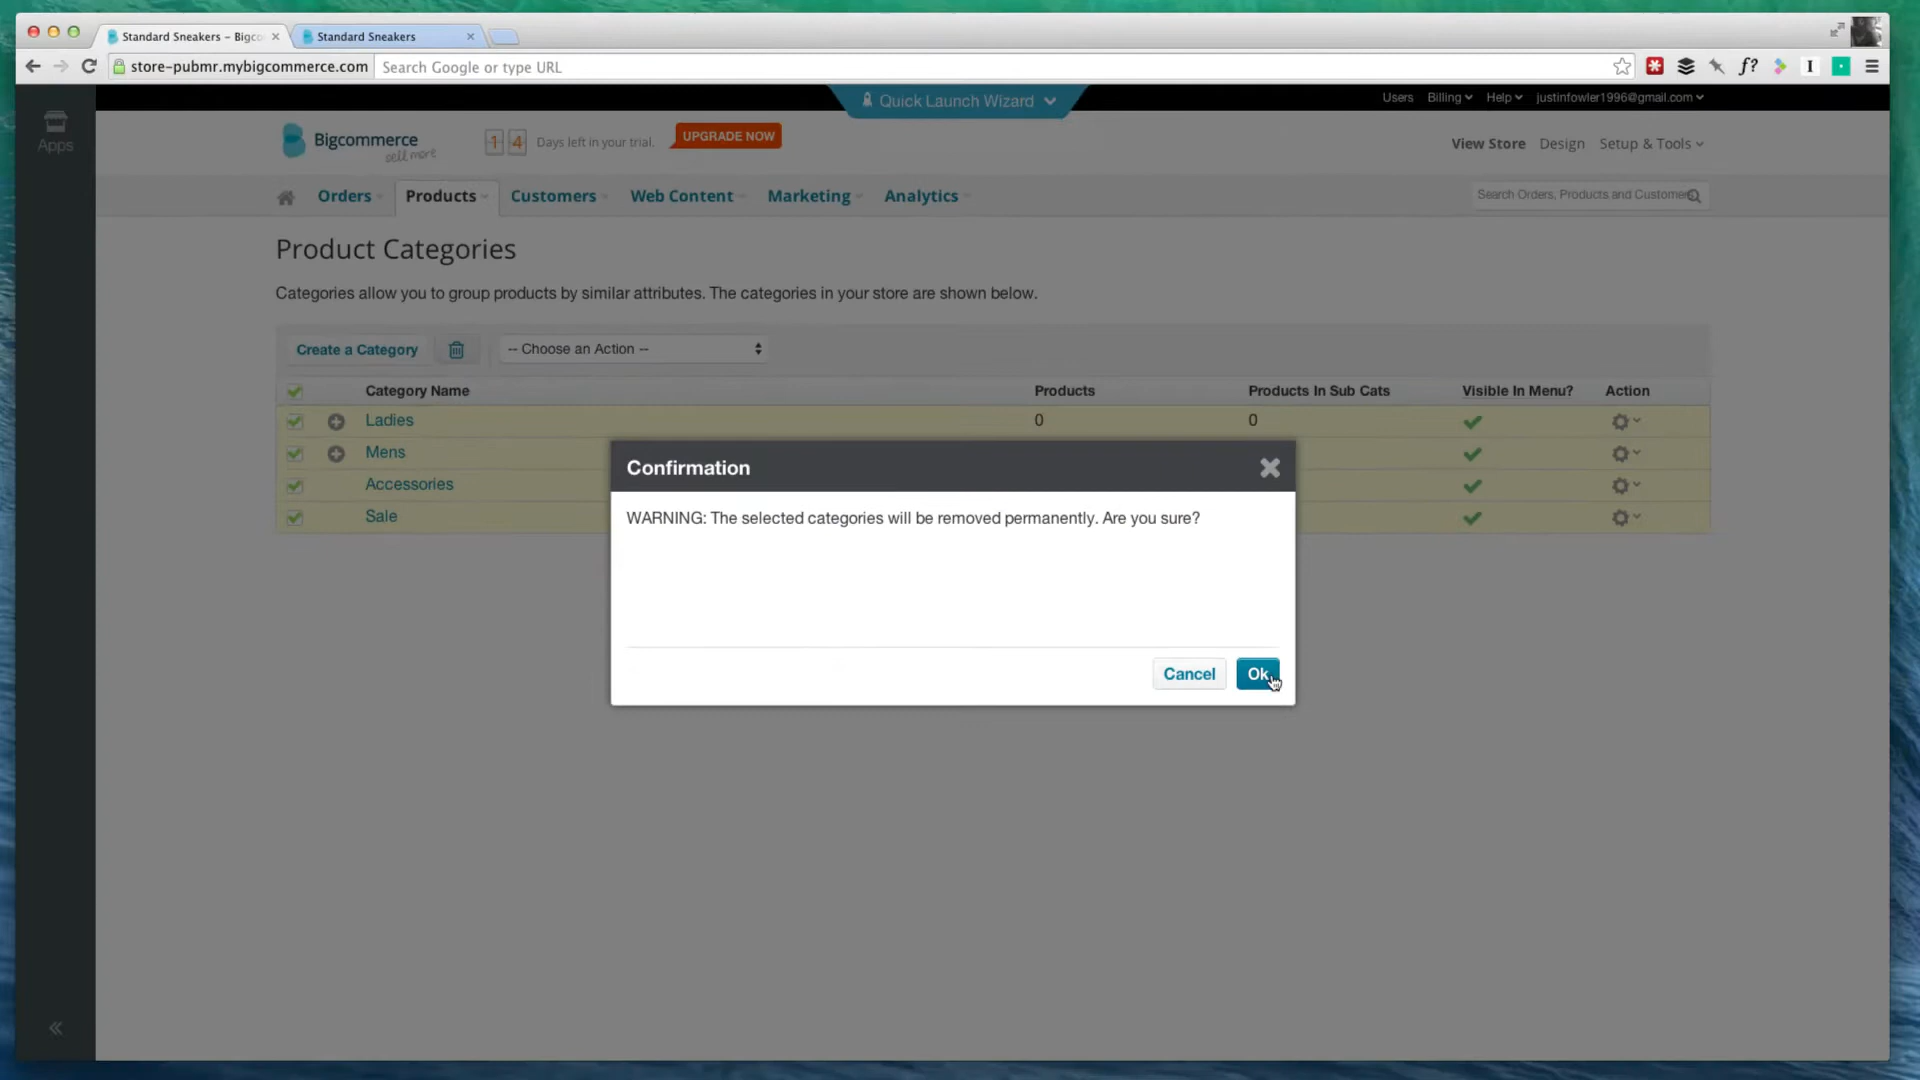 Standard Sneakers – Bigco
Standard Sneakers
store-pubmr.mybigcommerce.com
Search Google or type URL
f?
I
Apps
Quick Launch Wizard
Users
Billing
Help
justinfowler1996@gmail.com
Bigcommerce
sell more
1 4
Days left in your trial.
UPGRADE NOW
View Store
Design
Setup & Tools
Orders
Products
Customers
Web Content
Marketing
Analytics
Search Orders, Products and Customers
Product Categories
Categories allow you to group products by similar attributes. The categories in your store are shown below.
Create a Category
-- Choose an Action --
Category Name
Products
Products In Sub Cats
Visible In Menu?
Action
Ladies
0
0
Mens
Accessories
Sale
Confirmation
WARNING: The selected categories will be removed permanently. Are you sure?
Cancel
Ok